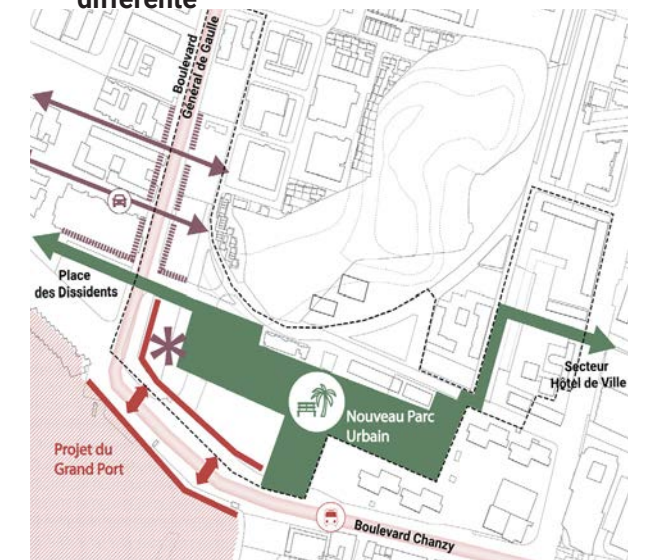 différente
Boulevard
Général de Gaulle
Place
des Dissidents
Secteur
Hôtel de Ville
Nouveau Parc
Urbain
Projet du
Grand Port
Boulevard Chanzy